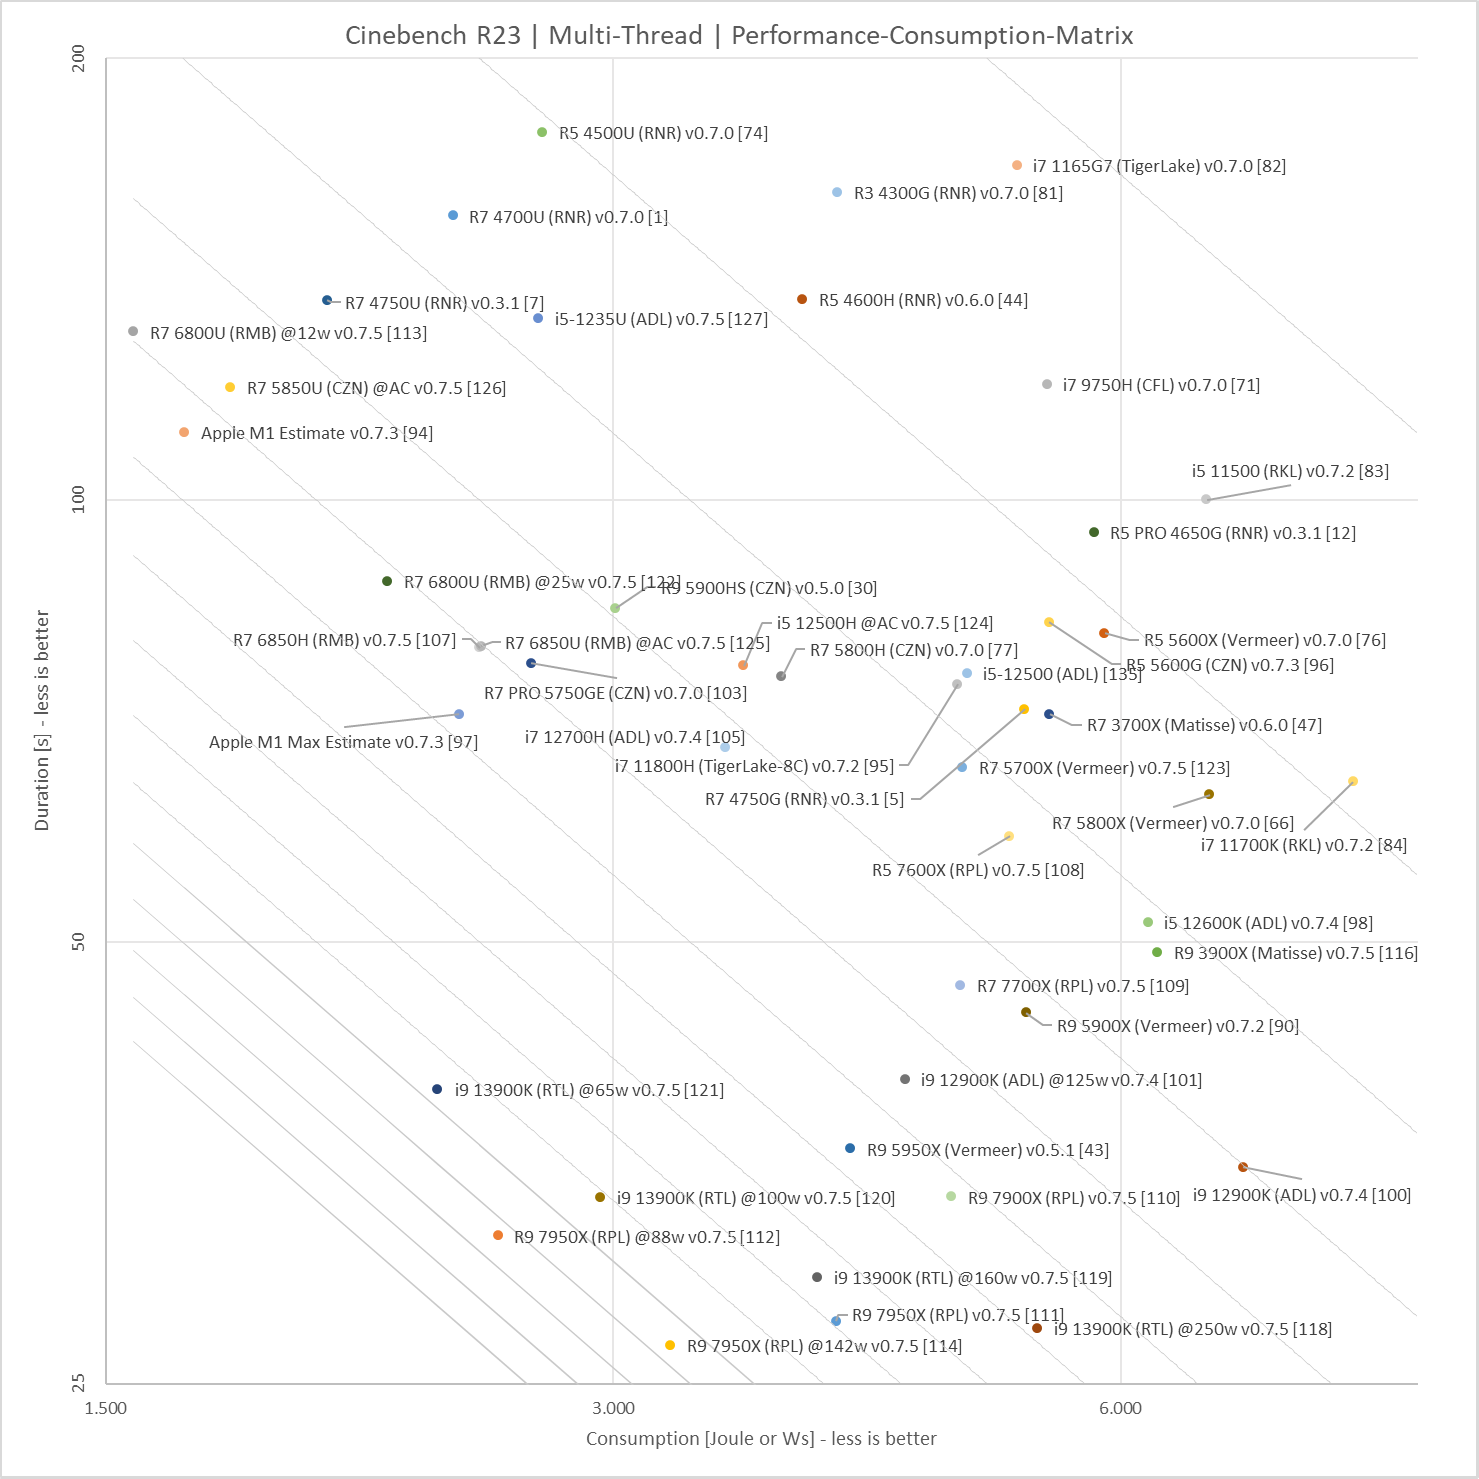 Cinebench R23 | Multi-Thread | Performance-Consumption-Matrix
200
R5 4500U (RNR) v0.7.0 [74]
i7 1165G7 (TigerLake) v0.7.0 [82]
R3 4300G (RNR) v0.7.0 [81]
R7 4700U (RNR) v0.7.0 [1]
R7 4750U (RNR) v0.3.1 [7]
R5 4600H (RNR) v0.6.0 [44]
i5-1235U (ADL) v0.7.5 [127]
R7 6800U (RMB) @12w v0.7.5 [113]
R7 5850U (CZN) @AC v0.7.5 [126]
i7 9750H (CFL) v0.7.0 [71]
Apple M1 Estimate v0.7.3 [94]
i5 11500 (RKL) v0.7.2 [83]
100
R5 PRO 4650G (RNR) v0.3.1 [12]
R7 6800U (RMB) @25w v0.7.5 [122]
R9 5900HS (CZN) v0.5.0 [30]
i5 12500H @AC v0.7.5 [124]
R7 6850H (RMB) v0.7.5 [107]
R7 6850U (RMB) @AC v0.7.5 [125]
R5 5600X (Vermeer) v0.7.0 [76]
R7 5800H (CZN) v0.7.0 [77]
R5 5600G (CZN) v0.7.3 [96]
i5-12500 (ADL) [135]
R7 PRO 5750GE (CZN) v0.7.0 [103]
R7 3700X (Matisse) v0.6.0 [47]
Apple M1 Max Estimate v0.7.3 [97]
i7 12700H (ADL) v0.7.4 [105]
i7 11800H (TigerLake-8C) v0.7.2 [95]
R7 5700X (Vermeer) v0.7.5 [123]
R7 4750G (RNR) v0.3.1 [5]
R7 5800X (Vermeer) v0.7.0 [66]
i7 11700K (RKL) v0.7.2 [84]
R5 7600X (RPL) v0.7.5 [108]
Duration [s] - less is better
i5 12600K (ADL) v0.7.4 [98]
50
R9 3900X (Matisse) v0.7.5 [116]
R7 7700X (RPL) v0.7.5 [109]
R9 5900X (Vermeer) v0.7.2 [90]
i9 12900K (ADL) @125w v0.7.4 [101]
i9 13900K (RTL) @65w v0.7.5 [121]
R9 5950X (Vermeer) v0.5.1 [43]
i9 12900K (ADL) v0.7.4 [100]
i9 13900K (RTL) @100w v0.7.5 [120]
R9 7900X (RPL) v0.7.5 [110]
R9 7950X (RPL) @88w v0.7.5 [112]
i9 13900K (RTL) @160w v0.7.5 [119]
R9 7950X (RPL) v0.7.5 [111]
i9 13900K (RTL) @250w v0.7.5 [118]
R9 7950X (RPL) @142w v0.7.5 [114]
25
1.500
3.000
6.000
Consumption [Joule or Ws] - less is better